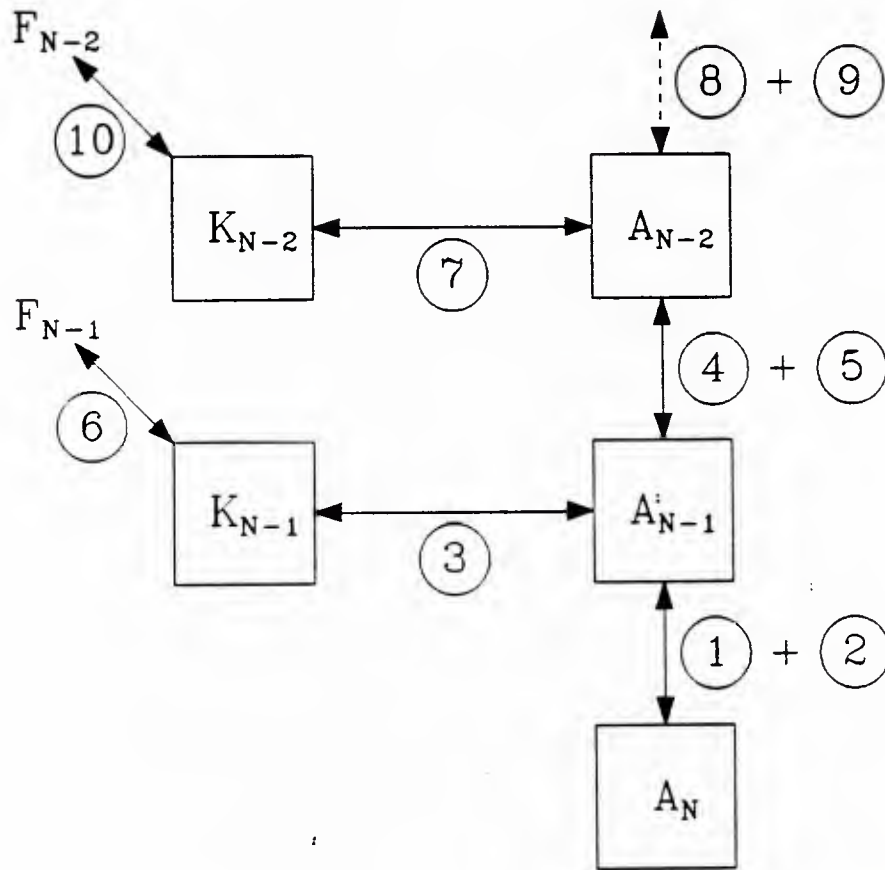 F_{N-2}
8 + 9
10
K_{N-2}
A_{N-2}
7
F_{N-1}
4 + 5
6
K_{N-1}
A_{N-1}
3
1 + 2
A_N